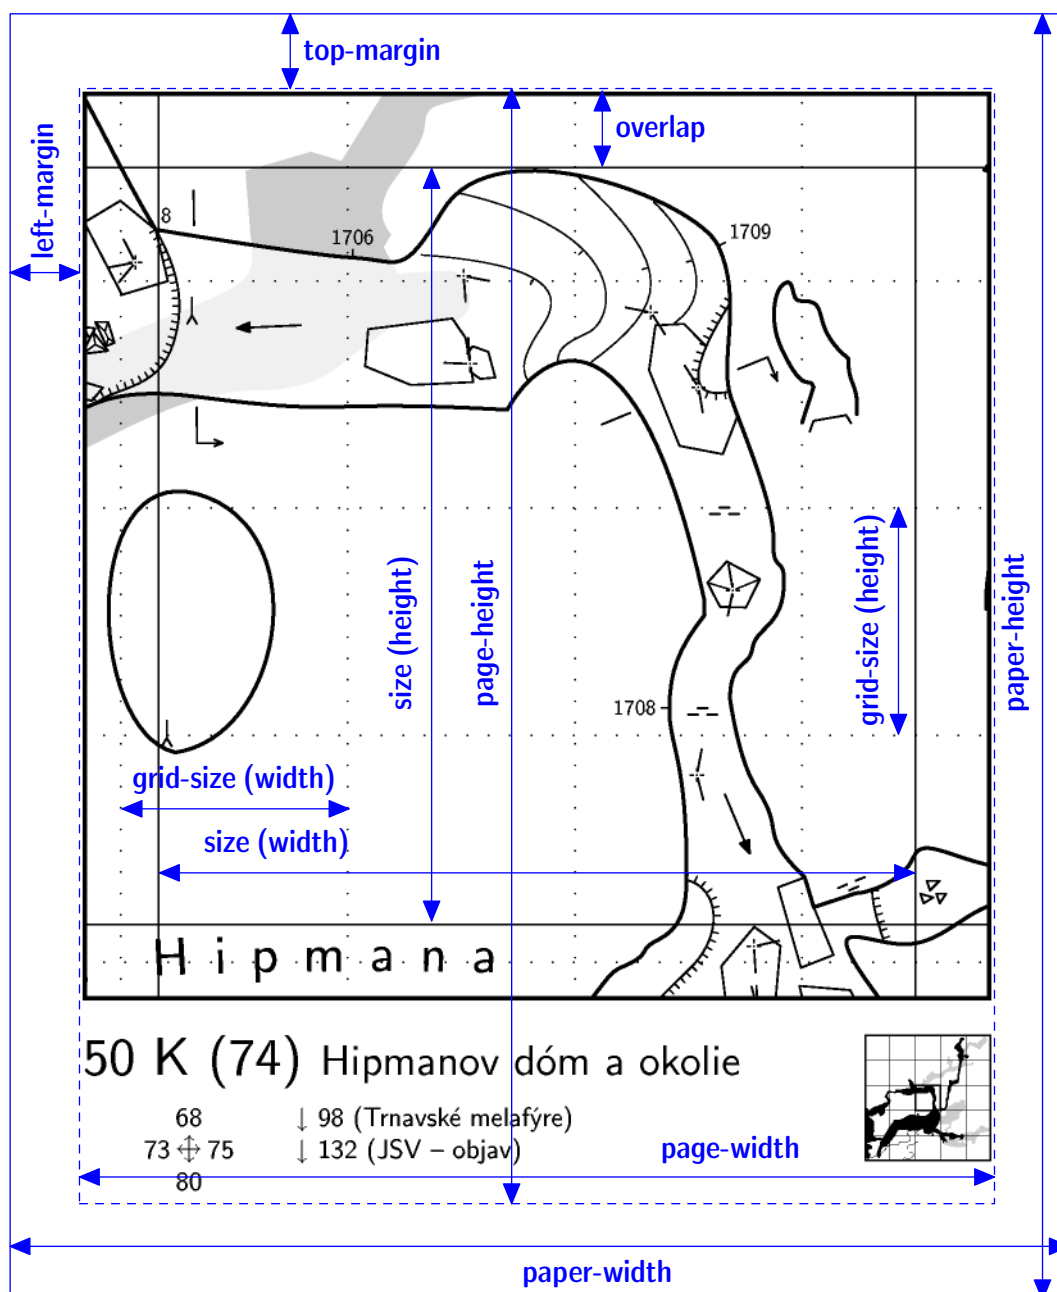 top-margin
overlap
left-margin
8
1706
1709
size (height)
page-height
grid-size (height)
paper-height
1708
grid-size (width)
size (width)
Hipmana
50 K (74) Hipmanov dóm a okolie
68 ↓ 98 (Trnavské melafýre)
73 75 ↓ 132 (JSV – objav)
80
page-width
paper-width